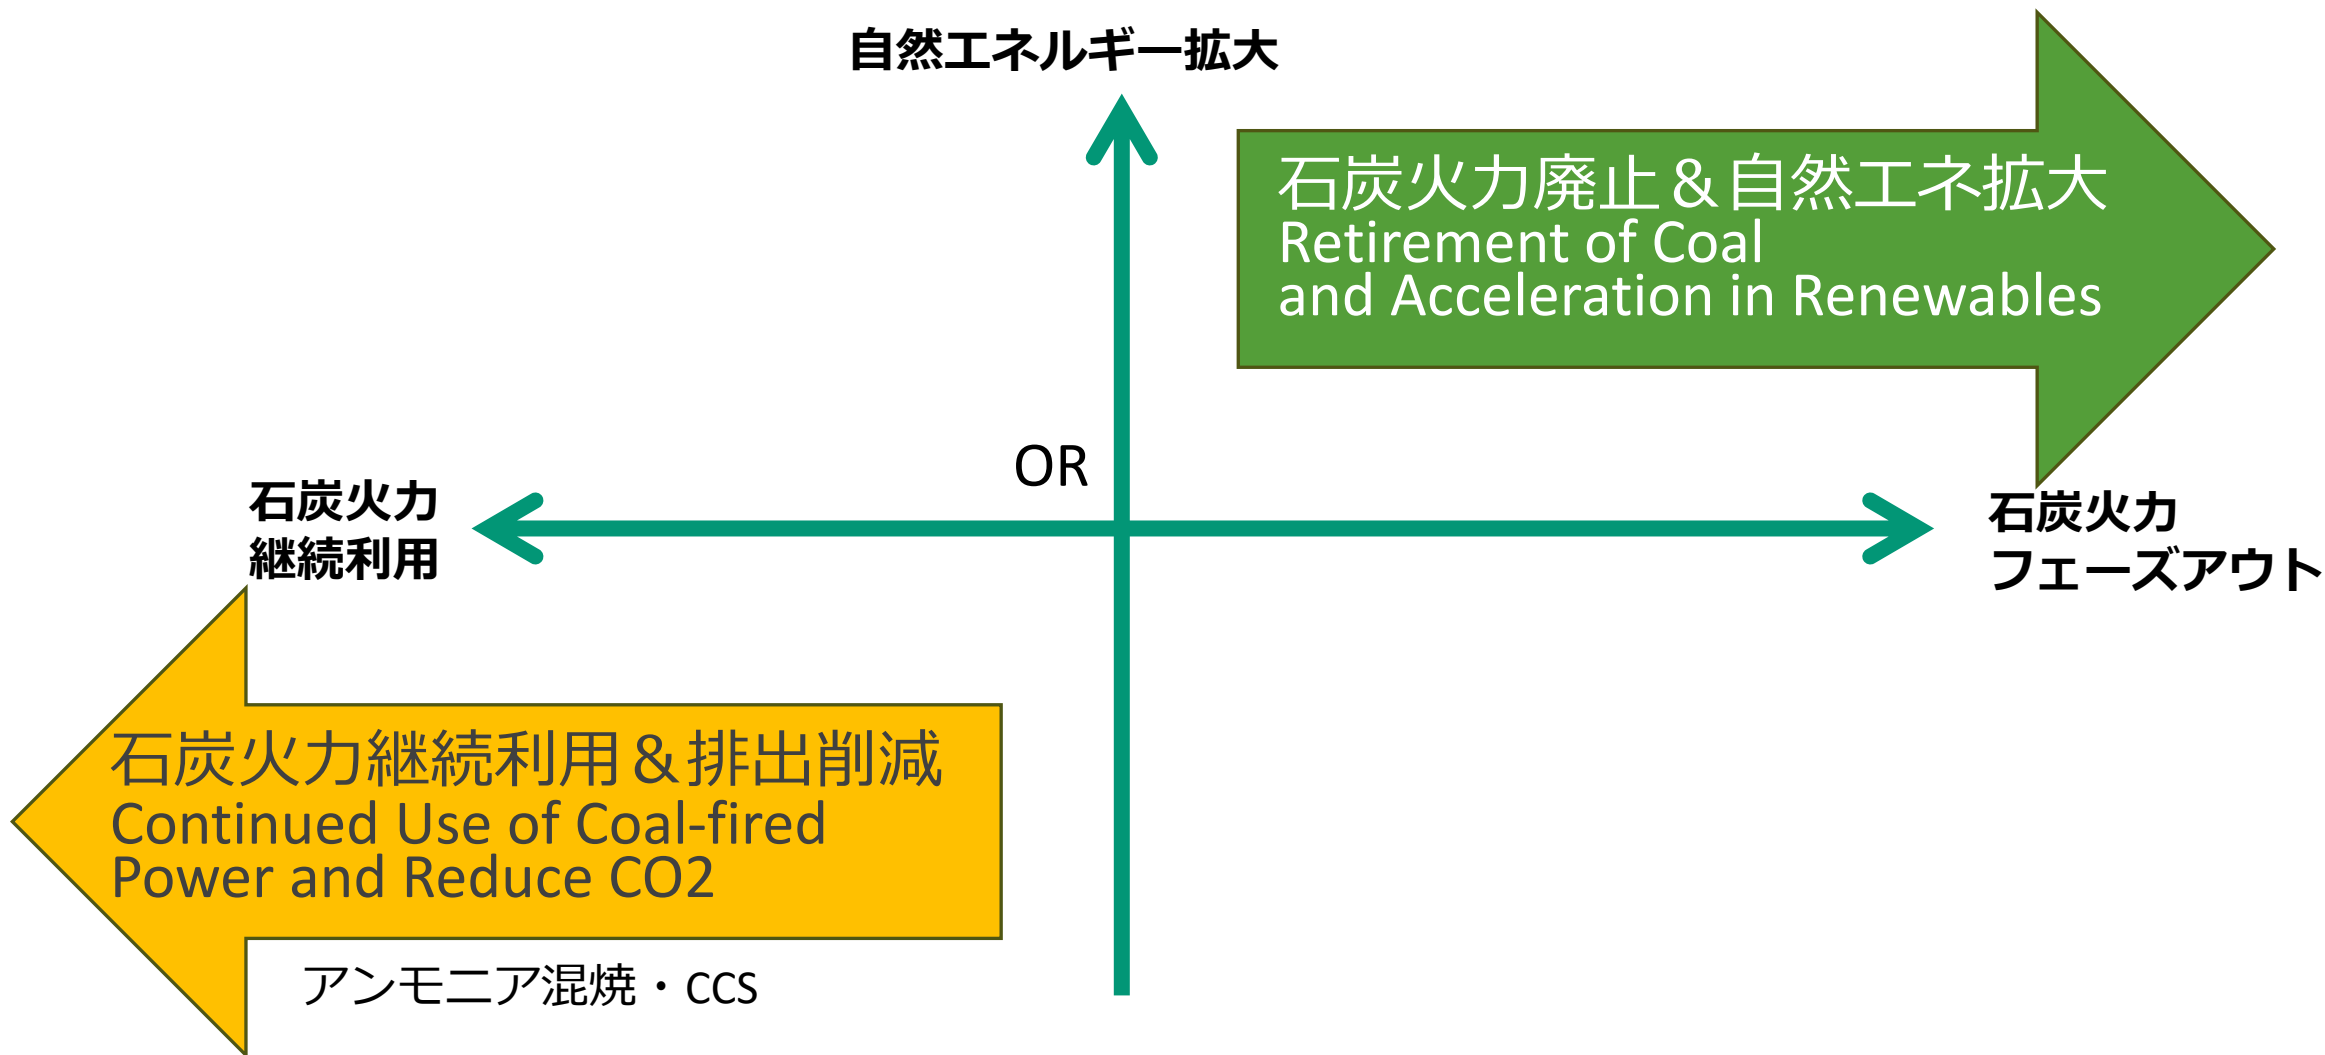 自然エネルギー拡大
石炭火力廃止＆自然エネ拡大
Retirement of Coal
and Acceleration in Renewables
OR
石炭火力
継続利用
石炭火力
フェーズアウト
石炭火力継続利用＆排出削減
Continued Use of Coal-fired
Power and Reduce CO2
アンモニア混焼・CCS